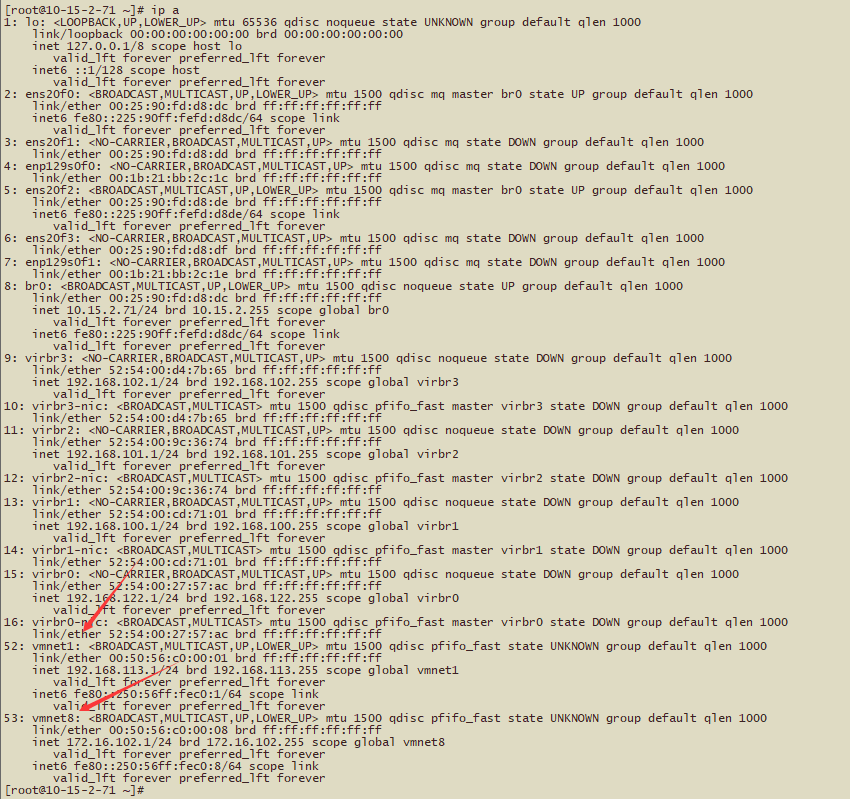 [root@10-15-2-71 ~]# ip a
1: lo: <LOOPBACK,UP,LOWER_UP> mtu 65536 qdisc noqueue state UNKNOWN group default qlen 1000
    link/loopback 00:00:00:00:00:00 brd 00:00:00:00:00:00
    inet 127.0.0.1/8 scope host lo
       valid_lft forever preferred_lft forever
    inet6 ::1/128 scope host
       valid_lft forever preferred_lft forever
2: ens20f0: <BROADCAST,MULTICAST,UP,LOWER_UP> mtu 1500 qdisc mq master br0 state UP group default qlen 1000
    link/ether 00:25:90:fd:d8:dc brd ff:ff:ff:ff:ff:ff
    inet6 fe80::225:90ff:fefd:d8dc/64 scope link
       valid_lft forever preferred_lft forever
3: ens20f1: <NO-CARRIER,BROADCAST,MULTICAST,UP> mtu 1500 qdisc mq state DOWN group default qlen 1000
    link/ether 00:25:90:fd:d8:dd brd ff:ff:ff:ff:ff:ff
4: enp129s0f0: <NO-CARRIER,BROADCAST,MULTICAST,UP> mtu 1500 qdisc mq state DOWN group default qlen 1000
    link/ether 00:1b:21:bb:2c:1c brd ff:ff:ff:ff:ff:ff
5: ens20f2: <BROADCAST,MULTICAST,UP,LOWER_UP> mtu 1500 qdisc mq master br0 state UP group default qlen 1000
    link/ether 00:25:90:fd:d8:de brd ff:ff:ff:ff:ff:ff
    inet6 fe80::225:90ff:fefd:d8de/64 scope link
       valid_lft forever preferred_lft forever
6: ens20f3: <NO-CARRIER,BROADCAST,MULTICAST,UP> mtu 1500 qdisc mq state DOWN group default qlen 1000
    link/ether 00:25:90:fd:d8:df brd ff:ff:ff:ff:ff:ff
7: enp129s0f1: <NO-CARRIER,BROADCAST,MULTICAST,UP> mtu 1500 qdisc mq state DOWN group default qlen 1000
    link/ether 00:1b:21:bb:2c:1e brd ff:ff:ff:ff:ff:ff
8: br0: <BROADCAST,MULTICAST,UP,LOWER_UP> mtu 1500 qdisc noqueue state UP group default qlen 1000
    link/ether 00:25:90:fd:d8:dc brd ff:ff:ff:ff:ff:ff
    inet 10.15.2.71/24 brd 10.15.2.255 scope global br0
       valid_lft forever preferred_lft forever
    inet6 fe80::225:90ff:fefd:d8dc/64 scope link
       valid_lft forever preferred_lft forever
9: virbr3: <NO-CARRIER,BROADCAST,MULTICAST,UP> mtu 1500 qdisc noqueue state DOWN group default qlen 1000
    link/ether 52:54:00:d4:7b:65 brd ff:ff:ff:ff:ff:ff
    inet 192.168.102.1/24 brd 192.168.102.255 scope global virbr3
       valid_lft forever preferred_lft forever
10: virbr3-nic: <BROADCAST,MULTICAST> mtu 1500 qdisc pfifo_fast master virbr3 state DOWN group default qlen 1000
    link/ether 52:54:00:d4:7b:65 brd ff:ff:ff:ff:ff:ff
11: virbr2: <NO-CARRIER,BROADCAST,MULTICAST,UP> mtu 1500 qdisc noqueue state DOWN group default qlen 1000
    link/ether 52:54:00:9c:36:74 brd ff:ff:ff:ff:ff:ff
    inet 192.168.101.1/24 brd 192.168.101.255 scope global virbr2
       valid_lft forever preferred_lft forever
12: virbr2-nic: <BROADCAST,MULTICAST> mtu 1500 qdisc pfifo_fast master virbr2 state DOWN group default qlen 1000
    link/ether 52:54:00:9c:36:74 brd ff:ff:ff:ff:ff:ff
13: virbr1: <NO-CARRIER,BROADCAST,MULTICAST,UP> mtu 1500 qdisc noqueue state DOWN group default qlen 1000
    link/ether 52:54:00:cd:71:01 brd ff:ff:ff:ff:ff:ff
    inet 192.168.100.1/24 brd 192.168.100.255 scope global virbr1
       valid_lft forever preferred_lft forever
14: virbr1-nic: <BROADCAST,MULTICAST> mtu 1500 qdisc pfifo_fast master virbr1 state DOWN group default qlen 1000
    link/ether 52:54:00:cd:71:01 brd ff:ff:ff:ff:ff:ff
15: virbr0: <NO-CARRIER,BROADCAST,MULTICAST,UP> mtu 1500 qdisc noqueue state DOWN group default qlen 1000
    link/ether 52:54:00:27:57:ac brd ff:ff:ff:ff:ff:ff
    inet 192.168.122.1/24 brd 192.168.122.255 scope global virbr0
       valid_lft forever preferred_lft forever
16: virbr0-nic: <BROADCAST,MULTICAST> mtu 1500 qdisc pfifo_fast master virbr0 state DOWN group default qlen 1000
    link/ether 52:54:00:27:57:ac brd ff:ff:ff:ff:ff:ff
52: vmnet1: <BROADCAST,MULTICAST,UP,LOWER_UP> mtu 1500 qdisc pfifo_fast state UNKNOWN group default qlen 1000
    link/ether 00:50:56:c0:00:01 brd ff:ff:ff:ff:ff:ff
    inet 192.168.113.1/24 brd 192.168.113.255 scope global vmnet1
       valid_lft forever preferred_lft forever
    inet6 fe80::250:56ff:fec0:1/64 scope link
       valid_lft forever preferred_lft forever
53: vmnet8: <BROADCAST,MULTICAST,UP,LOWER_UP> mtu 1500 qdisc pfifo_fast state UNKNOWN group default qlen 1000
    link/ether 00:50:56:c0:00:08 brd ff:ff:ff:ff:ff:ff
    inet 172.16.102.1/24 brd 172.16.102.255 scope global vmnet8
       valid_lft forever preferred_lft forever
    inet6 fe80::250:56ff:fec0:8/64 scope link
       valid_lft forever preferred_lft forever
[root@10-15-2-71 ~]#